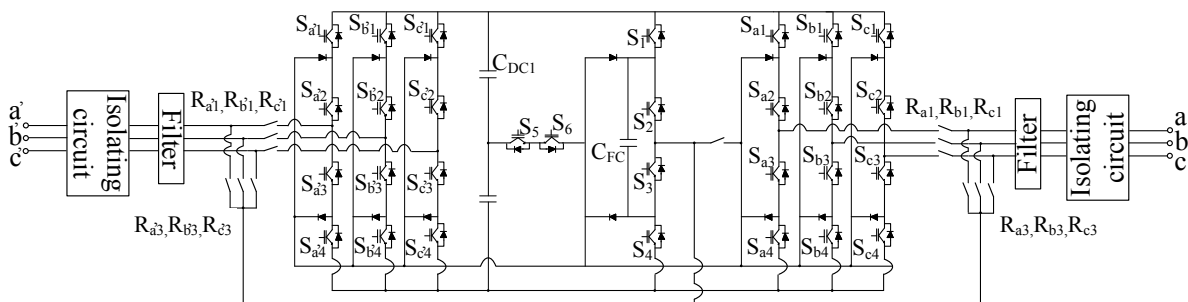 Sa'1 Sb'1 Sc'1 S1 Sa1 Sb1 Sc1
CDC1
Sa'2 Sb'2 Sc'2 S2 Sa2 Sb2 Sc2
Ra'1,Rb'1,Rc'1
Ra1,Rb1,Rc1
a'
b'
c'
Isolating
circuit
Filter
S5 S6
CFC
Filter
Isolating
circuit
a
b
c
Sa'3 Sb'3 Sc'3 S3 Sa3 Sb3 Sc3
Ra'3,Rb'3,Rc'3
Ra3,Rb3,Rc3
Sa'4 Sb'4 Sc'4 S4 Sa4 Sb4 Sc4